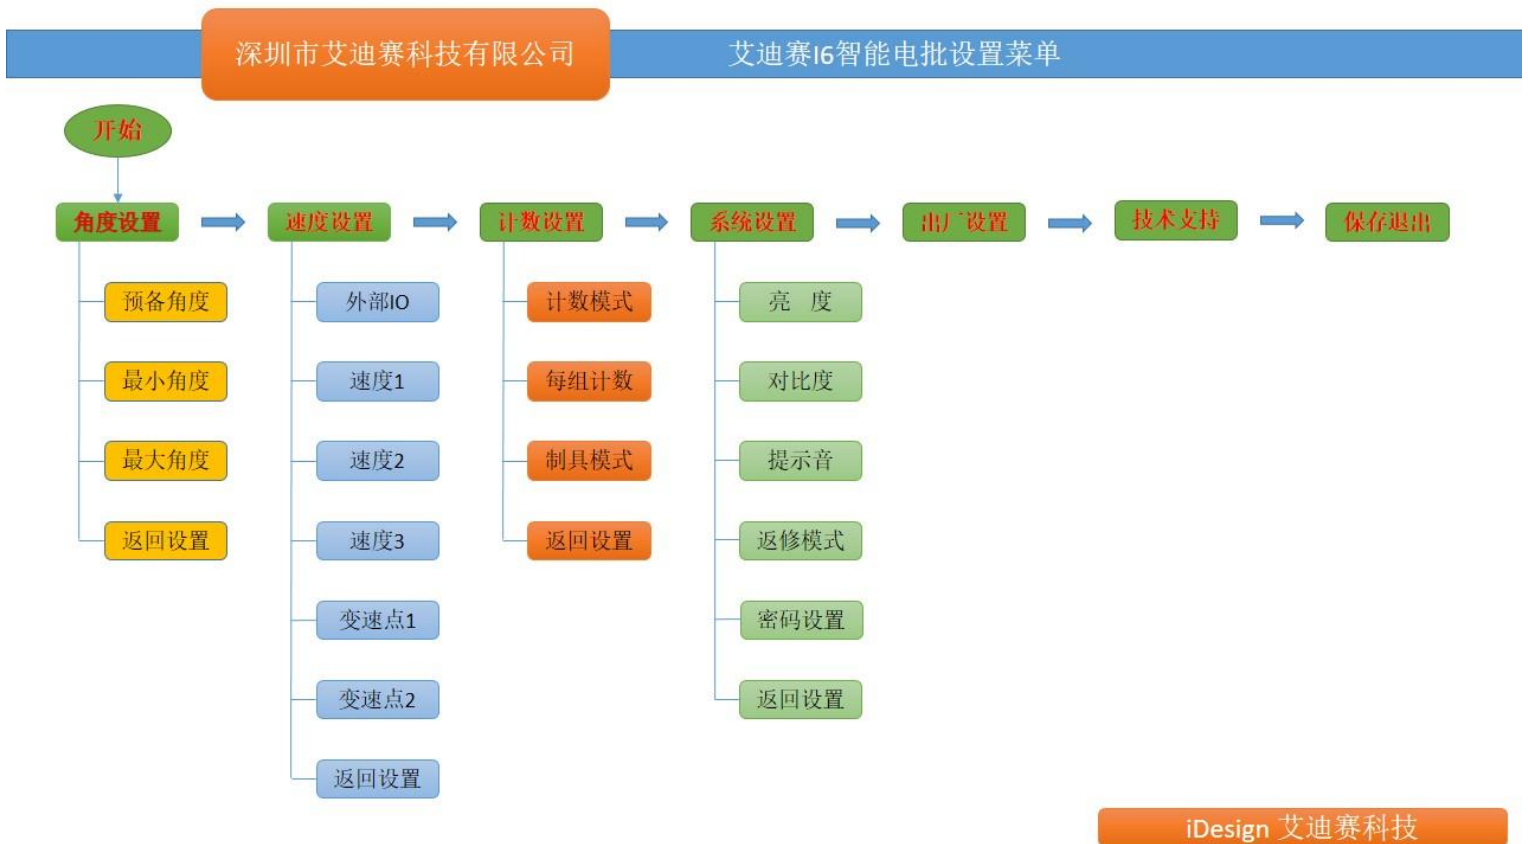 深圳市艾迪赛科技有限公司
艾迪赛I6智能电批设置菜单
开始
角度设置
速度设置
计数设置
系统设置
出厂设置
技术支持
保存退出
预备角度
最小角度
最大角度
返回设置
外部IO
速度1
速度2
速度3
变速点1
变速点2
返回设置
计数模式
每组计数
制具模式
返回设置
亮 度
对比度
提示音
返修模式
密码设置
返回设置
iDesign 艾迪赛科技